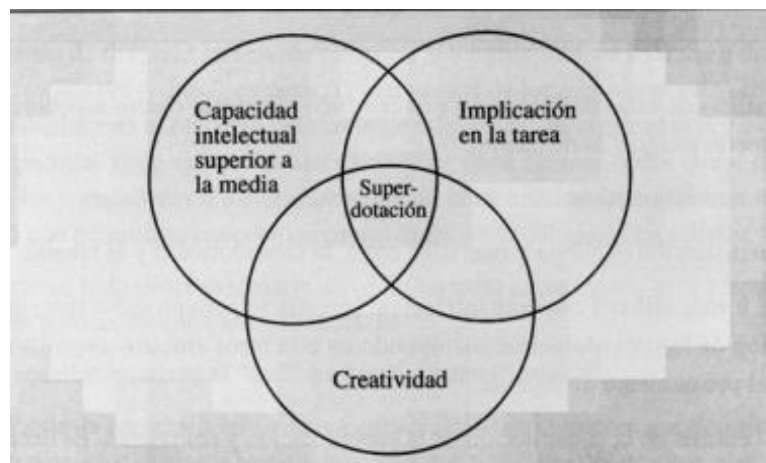 Capacidad
intelectual
superior a
la media
Implicación
en la tarea
Super-
dotación
Creatividad